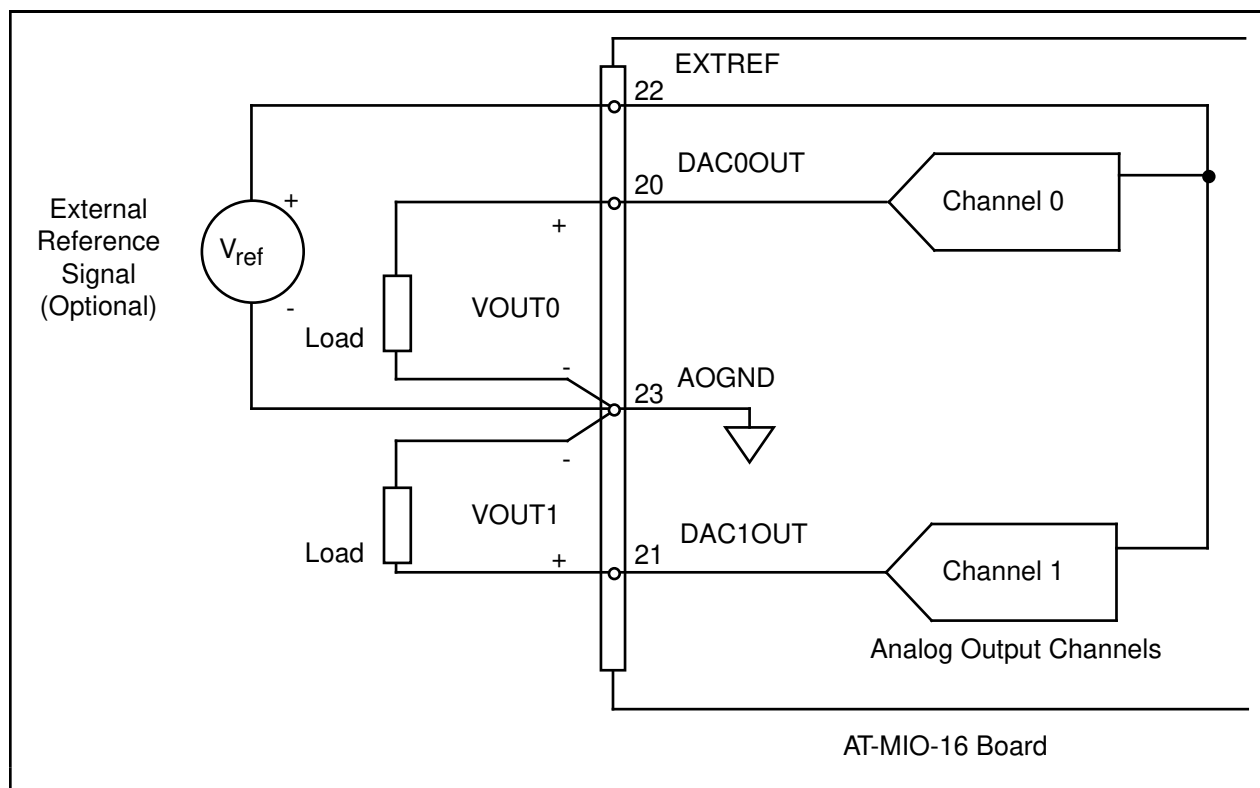 EXTREF
22
DAC0OUT
20
Channel 0
External
Reference
Signal
(Optional)
+
Vref
-
+
VOUT0
Load
-
AOGND
23
-
VOUT1
Load
+
DAC1OUT
21
Channel 1
Analog Output Channels
AT-MIO-16 Board